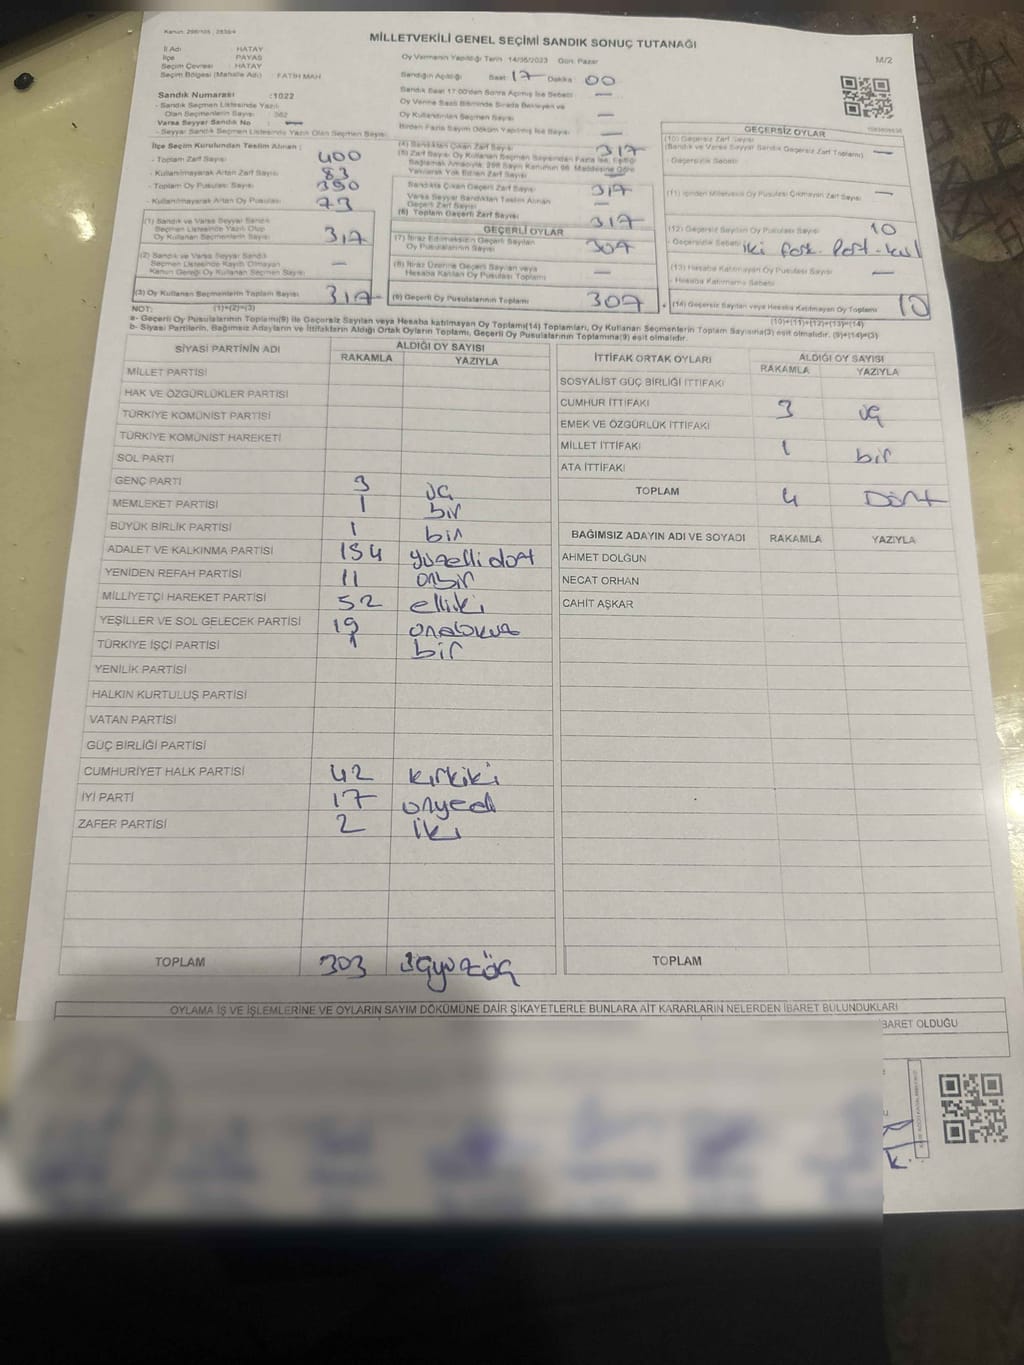 Kanun: 298/105 ; 2839/4
MİLLETVEKİLİ GENEL SEÇİMİ SANDIK SONUÇ TUTANAĞI
M/2
İl Adı : HATAY
İlçe : PAYAS
Seçim Çevresi : HATAY
Seçim Bölgesi (Mahalle Adı) : FATİH MAH
Sandık Numarası :1022
- Sandık Seçmen Listesinde Yazılı
Olan Seçmenlerin Sayısı : 382
Varsa Seyyar Sandık No : —
- Seyyar Sandık Seçmen Listesinde Yazılı Olan Seçmen Sayısı:
İlçe Seçim Kurulundan Teslim Alınan ;
- Toplam Zarf Sayısı 400
- Kullanılmayarak Artan Zarf Sayısı 83
- Toplam Oy Pusulası Sayısı 390
- Kullanılmayarak Artan Oy Pusulası 73
(1) Sandık ve Varsa Seyyar Sandık
Seçmen Listesinde Yazılı Olup
Oy Kullanan Seçmenlerin Sayısı 317
(2) Sandık ve Varsa Seyyar Sandık
Seçmen Listesinde Kayıtlı Olmayan
Kanun Gereği Oy Kullanan Seçmen Sayısı —
(3) Oy Kullanan Seçmenlerin Toplam Sayısı 317
(1)+(2)=(3)
Oy Vermenin Yapıldığı Tarih 14/05/2023 Gün: Pazar
Sandığın Açıldığı Saat 17 Dakika 00
Sandık Saat 17:00'den Sonra Açılmış İse Sebebi —
Oy Verme Saati Bitiminde Sırada Bekleyen ve
Oy Kullandırılan Seçmen Sayısı —
Birden Fazla Sayım Döküm Yapılmış İse Sayısı —
(4) Sandıktan Çıkan Zarf Sayısı 317
(5) Zarf Sayısı Oy Kullanan Seçmen Sayısından Fazla İse, Eşitliği
Sağlamak Amacıyla, 298 Sayılı Kanunun 98. Maddesine Göre
Yakılarak Yok Edilen Zarf Sayısı —
Sandıkta Çıkan Geçerli Zarf Sayısı 317
Varsa Seyyar Sandıktan Teslim Alınan
Geçerli Zarf Sayısı —
(6) Toplam Geçerli Zarf Sayısı 317
GEÇERLİ OYLAR
(7) İtiraz Edilmeksizin Geçerli Sayılan
Oy Pusulalarının Sayısı 307
(8) İtiraz Üzerine Geçerli Sayılan veya
Hesaba Katılan Oy Pusulası Toplamı —
(9) Geçerli Oy Pusulalarının Toplamı 307
GEÇERSİZ OYLAR
(10) Geçersiz Zarf Sayısı
(Sandık ve Varsa Seyyar Sandık Geçersiz Zarf Toplamı) —
- Geçersizlik Sebebi
(11) İçinden Milletvekili Oy Pusulası Çıkmayan Zarf Sayısı —
(12) Geçersiz Sayılan Oy Pusulası Sayısı 10
- Geçersizlik Sebebi iki
(13) Hesaba Katılmayan Oy Pusulası Sayısı —
- Hesaba Katılmama Sebebi
(14) Geçersiz Sayılan veya Hesaba Katılmayan Oy Toplamı 10
(10)+(11)+(12)+(13)=(14)
NOT:
a- Geçerli Oy Pusulalarının Toplamı(9) ile Geçersiz Sayılan veya Hesaba katılmayan Oy Toplamı(14) Toplamları, Oy Kullanan Seçmenlerin Toplam Sayısına(3) eşit olmalıdır. (9)+(14)=(3)
b- Siyasi Partilerin, Bağımsız Adayların ve İttifakların Aldığı Ortak Oyların Toplamı, Geçerli Oy Pusulalarının Toplamına(9) eşit olmalıdır.
SİYASİ PARTİNİN ADI ALDIĞI OY SAYISI
RAKAMLA YAZIYLA
MİLLET PARTİSİ
HAK VE ÖZGÜRLÜKLER PARTİSİ
TÜRKİYE KOMÜNİST PARTİSİ
TÜRKİYE KOMÜNİST HAREKETİ
SOL PARTİ
GENÇ PARTİ 3 üç
MEMLEKET PARTİSİ 1 bir
BÜYÜK BİRLİK PARTİSİ 1 bir
ADALET VE KALKINMA PARTİSİ 154 yüzellidört
YENİDEN REFAH PARTİSİ 11 onbir
MİLLİYETÇİ HAREKET PARTİSİ 52 elliiki
YEŞİLLER VE SOL GELECEK PARTİSİ 19 ondokuz
TÜRKİYE İŞÇİ PARTİSİ 1 bir
YENİLİK PARTİSİ
HALKIN KURTULUŞ PARTİSİ
VATAN PARTİSİ
GÜÇ BİRLİĞİ PARTİSİ
CUMHURİYET HALK PARTİSİ 42 kırkiki
İYİ PARTİ 17 onyedi
ZAFER PARTİSİ 2 iki
TOPLAM 303 üçyüzüç
İTTİFAK ORTAK OYLARI ALDIĞI OY SAYISI
RAKAMLA YAZIYLA
SOSYALİST GÜÇ BİRLİĞİ İTTİFAKI
CUMHUR İTTİFAKI 3 üç
EMEK VE ÖZGÜRLÜK İTTİFAKI
MİLLET İTTİFAKI 1 bir
ATA İTTİFAKI
TOPLAM 4 Dört
BAĞIMSIZ ADAYIN ADI VE SOYADI RAKAMLA YAZIYLA
AHMET DOLĞUN
NECAT ORHAN
CAHİT AŞKAR
TOPLAM
OYLAMA İŞ VE İŞLEMLERİNE VE OYLARIN SAYIM DÖKÜMÜNE DAİR ŞİKAYETLERLE BUNLARA AİT KARARLARIN NELERDEN İBARET BULUNDUKLARI
BARET OLDUĞU